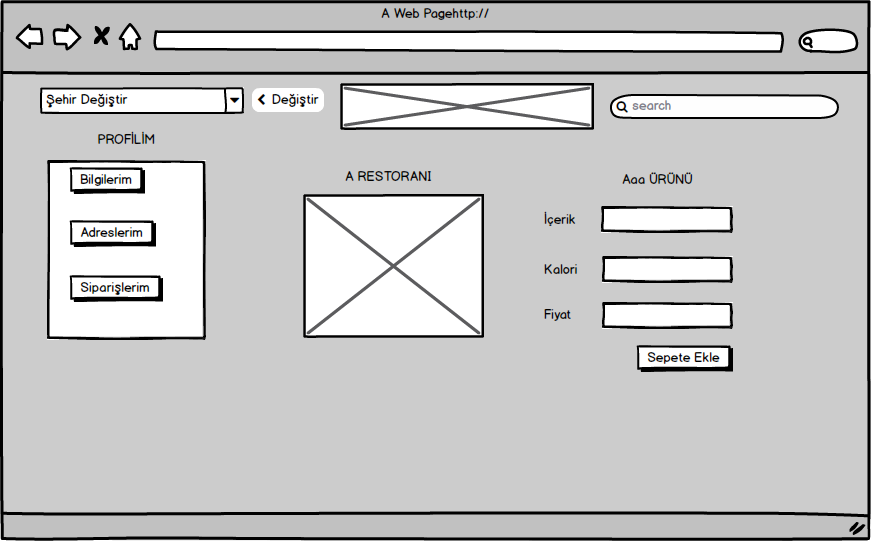 A Web Pagehttp://
Şehir Değiştir
Değiştir
search
PROFİLİM
Bilgilerim
Adreslerim
Siparişlerim
A RESTORANI
Aaa ÜRÜNÜ
İçerik
Kalori
Fiyat
Sepete Ekle